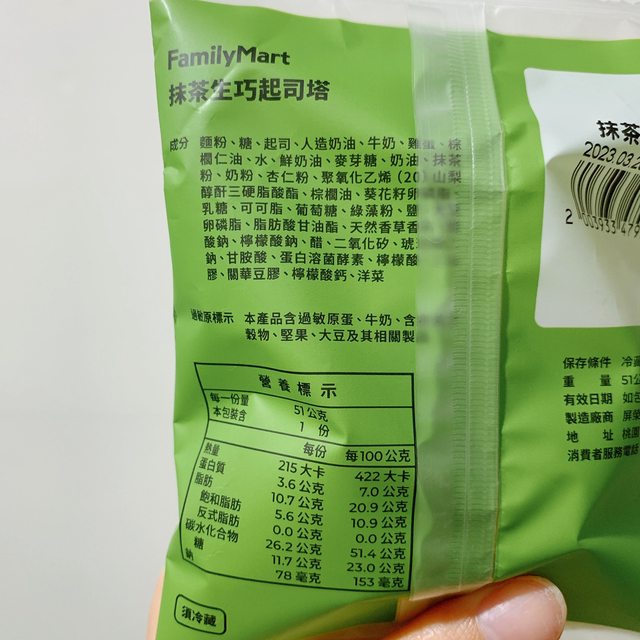 FamilyMart
抹茶生巧起司塔
成分 麵粉、糖、起司、人造奶油、牛奶、雞蛋、棕
櫚仁油、水、鮮奶油、麥芽糖、奶油、抹茶
粉、奶粉、杏仁粉、聚氧化乙烯(20)山梨
醇酐三硬脂酸酯、棕櫚油、葵花籽卵磷脂、
乳糖、可可脂、葡萄糖、綠藻粉、鹽、
卵磷脂、脂肪酸甘油酯、天然香草香
酸鈉、檸檬酸鈉、醋、二氧化矽、琥珀
鈉、甘胺酸、蛋白溶菌酵素、檸檬酸
膠、關華豆膠、檸檬酸鈣、洋菜
過敏原標示 本產品含過敏原蛋、牛奶、含
穀物、堅果、大豆及其相關製
營養標示
每一份量 51公克
本包裝含 1 份
每份 每100公克
熱量 215大卡 422大卡
蛋白質 3.6公克 7.0公克
脂肪 10.7公克 20.9公克
飽和脂肪 5.6公克 10.9公克
反式脂肪 0.0公克 0.0公克
碳水化合物 26.2公克 51.4公克
糖 11.7公克 23.0公克
鈉 78毫克 153毫克
須冷藏
抹茶
2023.03.2
2 003933 479
保存條件 冷藏
重量 51公
有效日期 如包
製造廠商 屏榮
地址 桃園
消費者服務電話